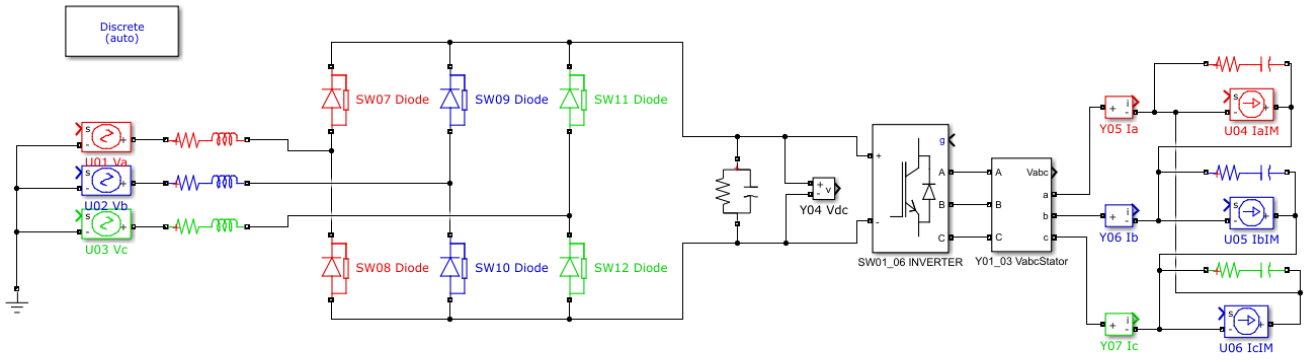 Discrete
(auto)
SW07 Diode
SW09 Diode
SW11 Diode
s
+
-
U01 Va
s
+
-
U02 Vb
s
+
-
U03 Vc
SW08 Diode
SW10 Diode
SW12 Diode
+
-
v
Y04 Vdc
+
-
g
A
B
C
SW01_06 INVERTER
A
B
C
Vabc
a
b
c
Y01_03 VabcStator
+
i
-
Y05 Ia
+
i
-
Y06 Ib
+
i
-
Y07 Ic
s
-
+
U04 IaIM
s
-
+
U05 IbIM
s
-
+
U06 IcIM